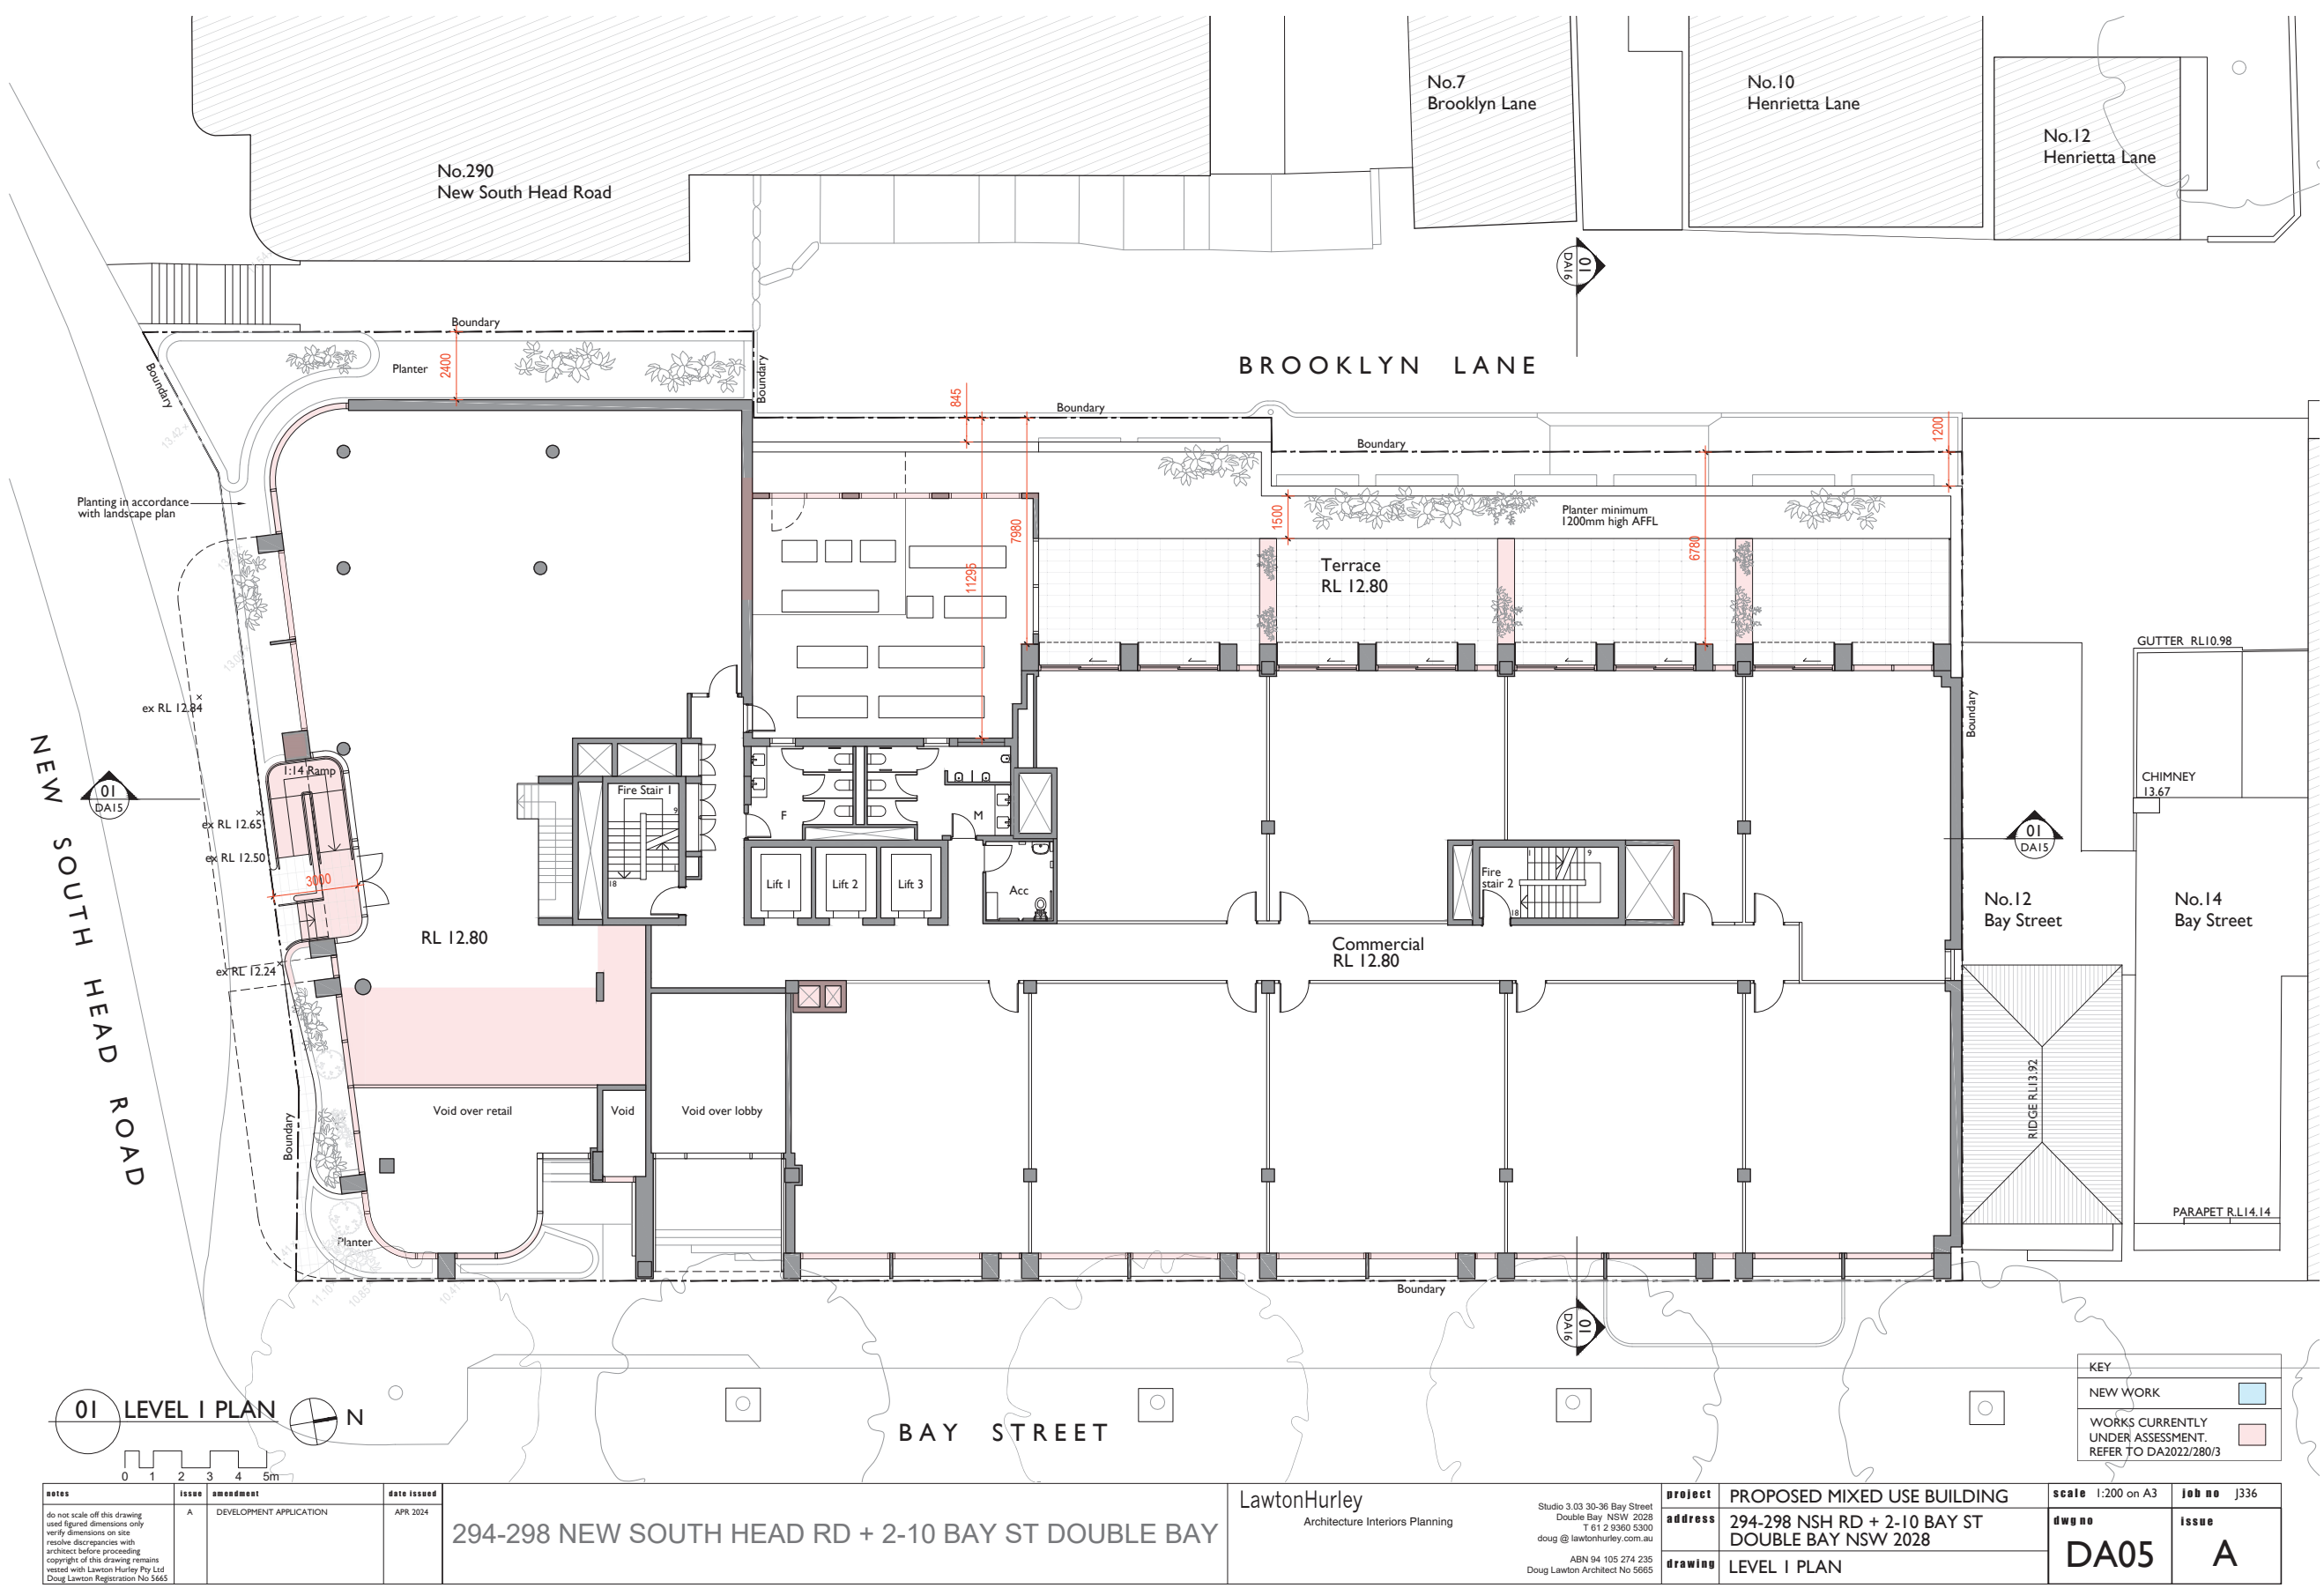 No.7
Brooklyn Lane
No.10
Henrietta Lane
No.12
Henrietta Lane
No.290
New South Head Road
01
DA16
Boundary
BROOKLYN LANE
Boundary
2400
Planter
Boundary
845
Boundary
Boundary
1200
Planting in accordance
with landscape plan
13.42
7980
11295
1500
Planter minimum
1200mm high AFFL
6780
Terrace
RL 12.80
GUTTER RL10.98
ex RL 12.84
Boundary
NEW SOUTH HEAD ROAD
1:14 Ramp
01
DA15
ex RL 12.65
ex RL 12.50
3000
Fire Stair 1
9
18
F
M
CHIMNEY
13.67
01
DA15
Lift 1
Lift 2
Lift 3
Acc
Fire
stair 2
1
9
18
No.12
Bay Street
No.14
Bay Street
RL 12.80
Commercial
RL 12.80
ex RL 12.24
Void over retail
Void
Void over lobby
RIDGE RL13.92
Boundary
PARAPET R.L14.14
Planter
11.10
10.85
Boundary
01
DA16
KEY
NEW WORK
WORKS CURRENTLY
UNDER ASSESSMENT.
REFER TO DA2022/280/3
01 LEVEL 1 PLAN
N
BAY STREET
0 1 2 3 4 5m
notes
do not scale off this drawing
used figured dimensions only
verify dimensions on site
resolve discrepancies with
architect before proceeding
copyright of this drawing remains
vested with Lawton Hurley Pty Ltd
Doug Lawton Registration No 5665
issue amendment date issued
A DEVELOPMENT APPLICATION APR 2024
294-298 NEW SOUTH HEAD RD + 2-10 BAY ST DOUBLE BAY
LawtonHurley
Architecture Interiors Planning
Studio 3.03 30-36 Bay Street
Double Bay NSW 2028
T 61 2 9360 5300
doug @ lawtonhurley.com.au
ABN 94 105 274 235
Doug Lawton Architect No 5665
project PROPOSED MIXED USE BUILDING
address 294-298 NSH RD + 2-10 BAY ST
DOUBLE BAY NSW 2028
drawing LEVEL 1 PLAN
scale 1:200 on A3
job no J336
dwg no
DA05
issue
A